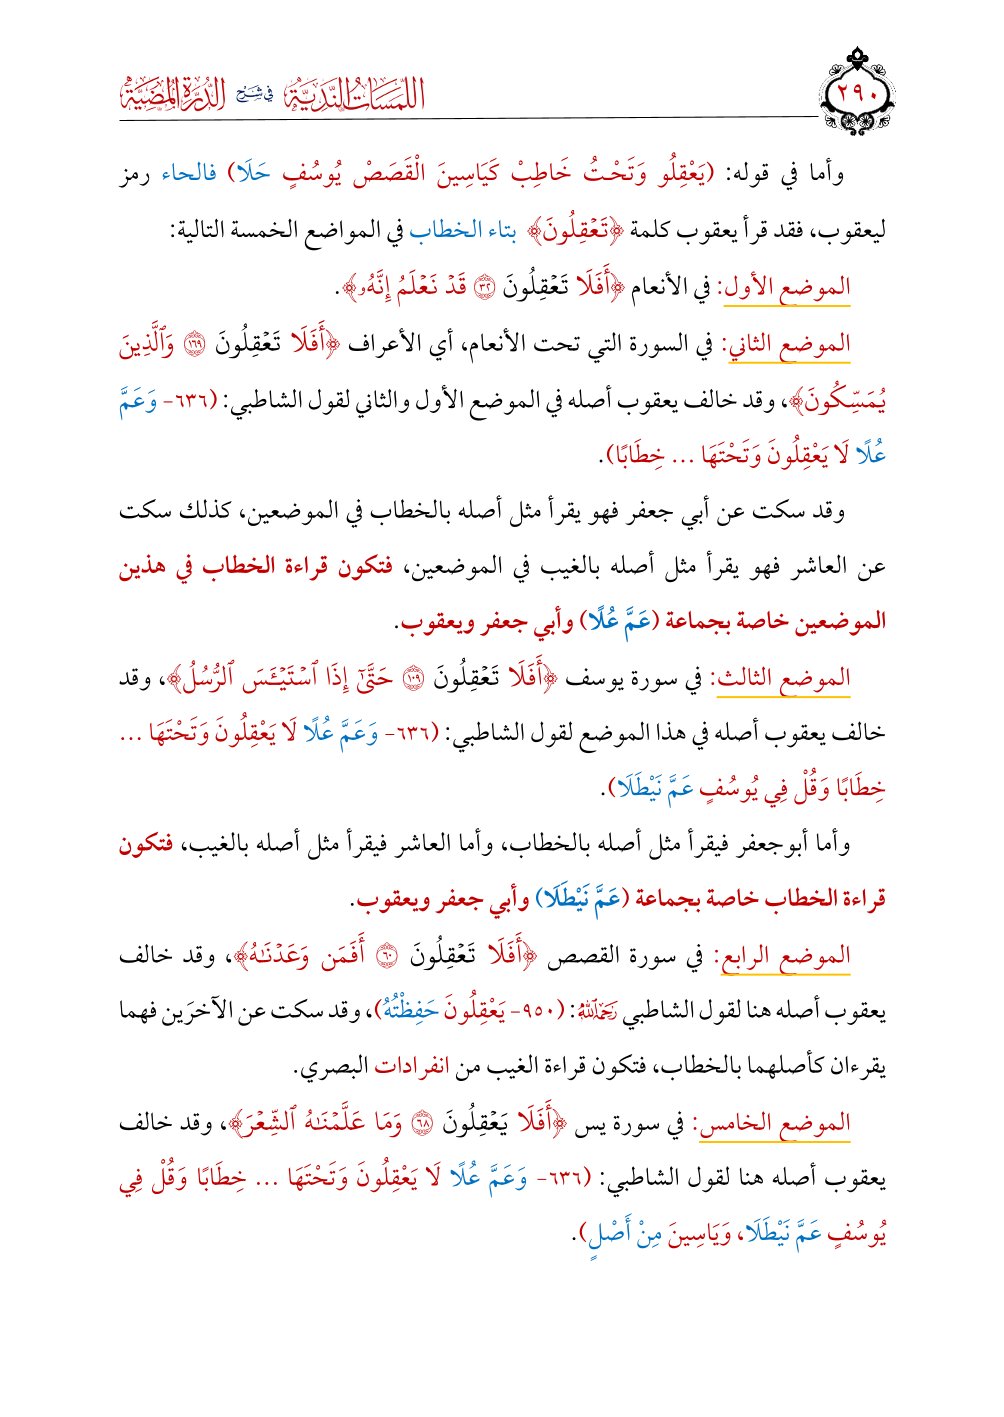 ٢٩٠
اللمسات الندية في شرح الدرة المضية
وأما في قوله: (يَعْقِلُو وَتَحْتُ خَاطِبْ كَيَاسِينَ الْقَصَصْ يُوسُفٍ حَلَا) فالحاء رمز
ليعقوب، فقد قرأ يعقوب كلمة ﴿تَعْقِلُونَ﴾ بتاء الخطاب في المواضع الخمسة التالية:
الموضع الأول: في الأنعام ﴿أَفَلَا تَعْقِلُونَ ٣٢ قَدْ نَعْلَمُ إِنَّهُۥ﴾.
الموضع الثاني: في السورة التي تحت الأنعام، أي الأعراف ﴿أَفَلَا تَعْقِلُونَ ١٦٩ وَٱلَّذِينَ
يُمَسِّكُونَ﴾، وقد خالف يعقوب أصله في الموضع الأول والثاني لقول الشاطبي: (٦٣٦- وَعَمَّ
عُلًا لَا يَعْقِلُونَ وَتَحْتَهَا ... خِطَابًا).
وقد سكت عن أبي جعفر فهو يقرأ مثل أصله بالخطاب في الموضعين، كذلك سكت
عن العاشر فهو يقرأ مثل أصله بالغيب في الموضعين، فتكون قراءة الخطاب في هذين
الموضعين خاصة بجماعة (عَمَّ عُلًا) وأبي جعفر ويعقوب.
الموضع الثالث: في سورة يوسف ﴿أَفَلَا تَعْقِلُونَ ١٠٩ حَتَّىٰٓ إِذَا ٱسْتَيْـَٔسَ ٱلرُّسُلُ﴾، وقد
خالف يعقوب أصله في هذا الموضع لقول الشاطبي: (٦٣٦- وَعَمَّ عُلًا لَا يَعْقِلُونَ وَتَحْتَهَا ...
خِطَابًا وَقُلْ فِي يُوسُفٍ عَمَّ نَيْطَلَا).
وأما أبوجعفر فيقرأ مثل أصله بالخطاب، وأما العاشر فيقرأ مثل أصله بالغيب، فتكون
قراءة الخطاب خاصة بجماعة (عَمَّ نَيْطَلَا) وأبي جعفر ويعقوب.
الموضع الرابع: في سورة القصص ﴿أَفَلَا تَعْقِلُونَ ٦٠ أَفَمَن وَعَدْنَٰهُ﴾، وقد خالف
يعقوب أصله هنا لقول الشاطبي رَحِمَهُ اللَّهُ: (٩٥٠- يَعْقِلُونَ حَفِظْتُهُ)، وقد سكت عن الآخرَين فهما
يقرءان كأصلهما بالخطاب، فتكون قراءة الغيب من انفرادات البصري.
الموضع الخامس: في سورة يس ﴿أَفَلَا يَعْقِلُونَ ٦٨ وَمَا عَلَّمْنَٰهُ ٱلشِّعْرَ﴾، وقد خالف
يعقوب أصله هنا لقول الشاطبي: (٦٣٦- وَعَمَّ عُلًا لَا يَعْقِلُونَ وَتَحْتَهَا ... خِطَابًا وَقُلْ فِي
يُوسُفٍ عَمَّ نَيْطَلَا، وَيَاسِينَ مِنْ أَصْلٍ).